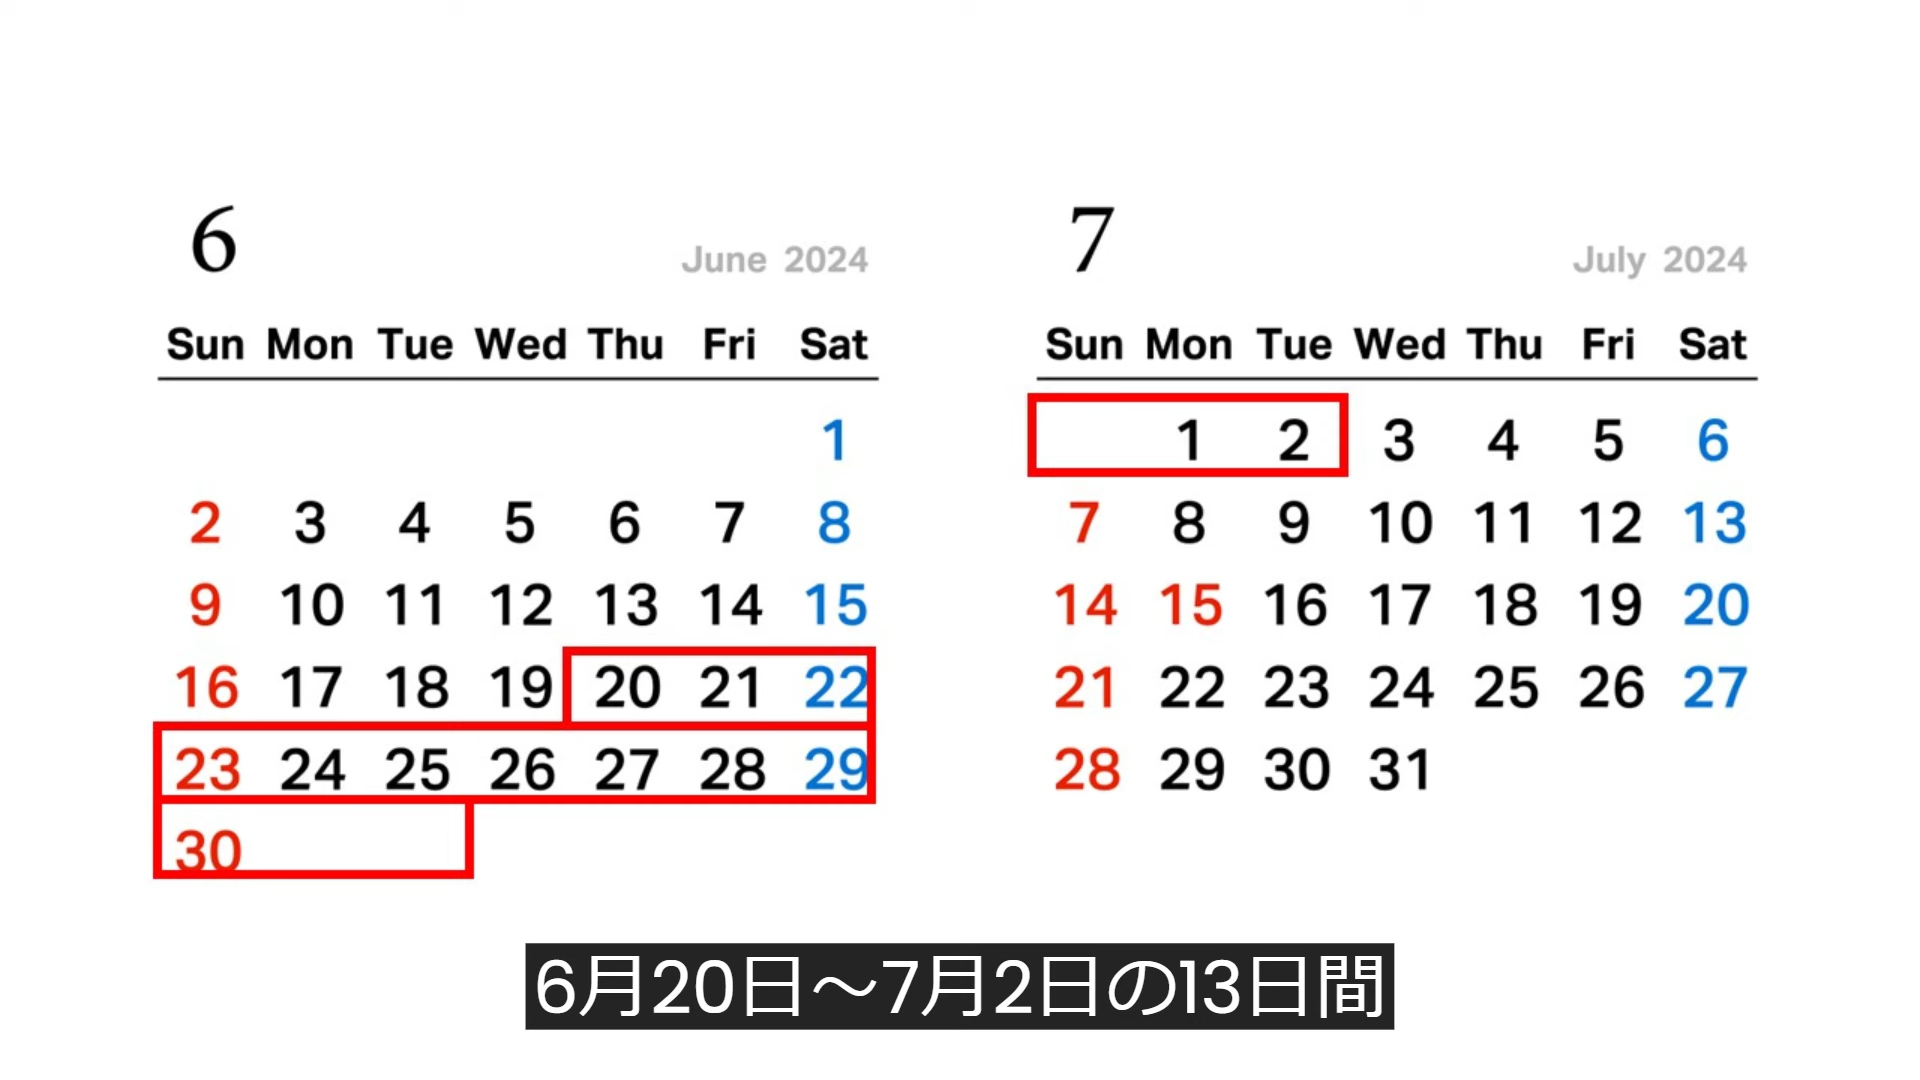 6
June 2024
Sun Mon Tue Wed Thu Fri Sat
1
2 3 4 5 6 7 8
9 10 11 12 13 14 15
16 17 18 19 20 21 22
23 24 25 26 27 28 29
30
7
July 2024
Sun Mon Tue Wed Thu Fri Sat
1 2 3 4 5 6
7 8 9 10 11 12 13
14 15 16 17 18 19 20
21 22 23 24 25 26 27
28 29 30 31
6月20日～7月2日の13日間